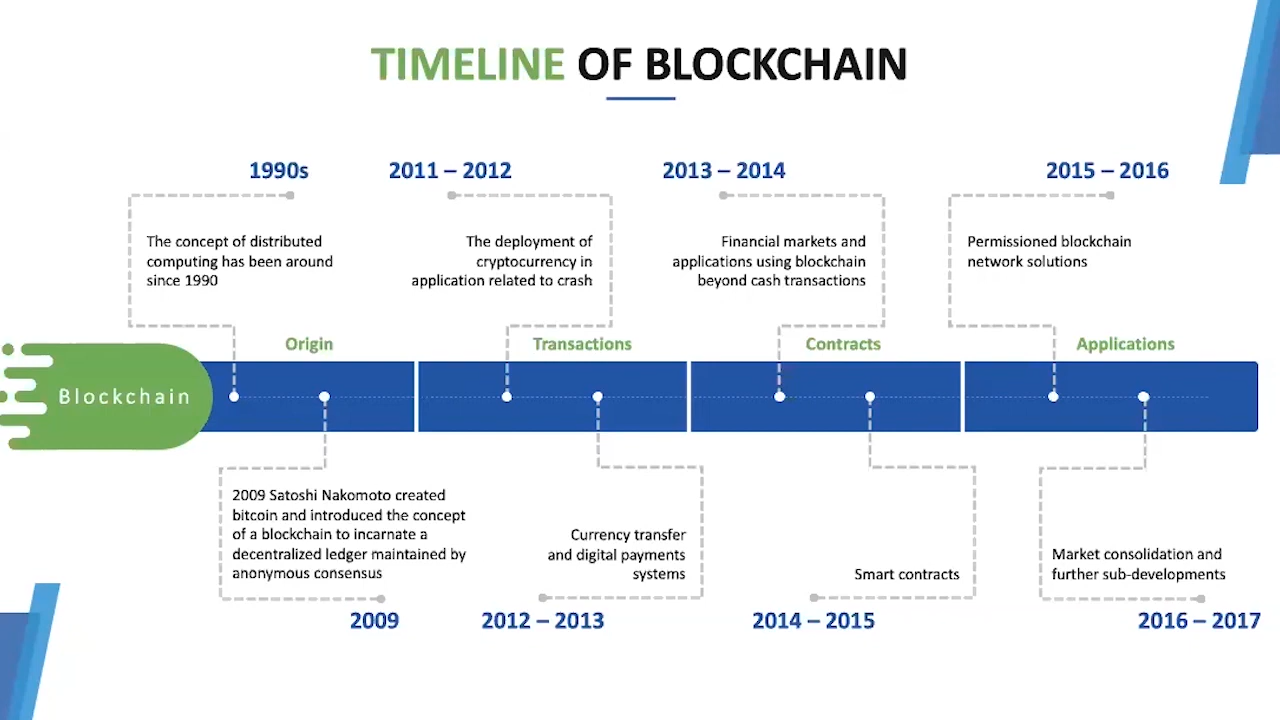 TIMELINE OF BLOCKCHAIN
1990s
The concept of distributed
computing has been around
since 1990
2011 – 2012
The deployment of
cryptocurrency in
application related to crash
2013 – 2014
Financial markets and
applications using blockchain
beyond cash transactions
2015 – 2016
Permissioned blockchain
network solutions
Origin
Transactions
Contracts
Applications
Blockchain
2009 Satoshi Nakomoto created
bitcoin and introduced the concept
of a blockchain to incarnate a
decentralized ledger maintained by
anonymous consensus
2009
Currency transfer
and digital payments
systems
2012 – 2013
Smart contracts
2014 – 2015
Market consolidation and
further sub-developments
2016 – 2017